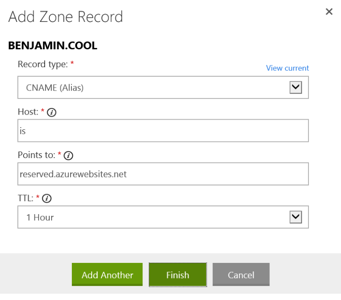 Add Zone Record
BENJAMIN.COOL
Record type: *
View current
CNAME (Alias)
Host: *
is
Points to: *
reserved.azurewebsites.net
TTL: *
1 Hour
Add Another
Finish
Cancel